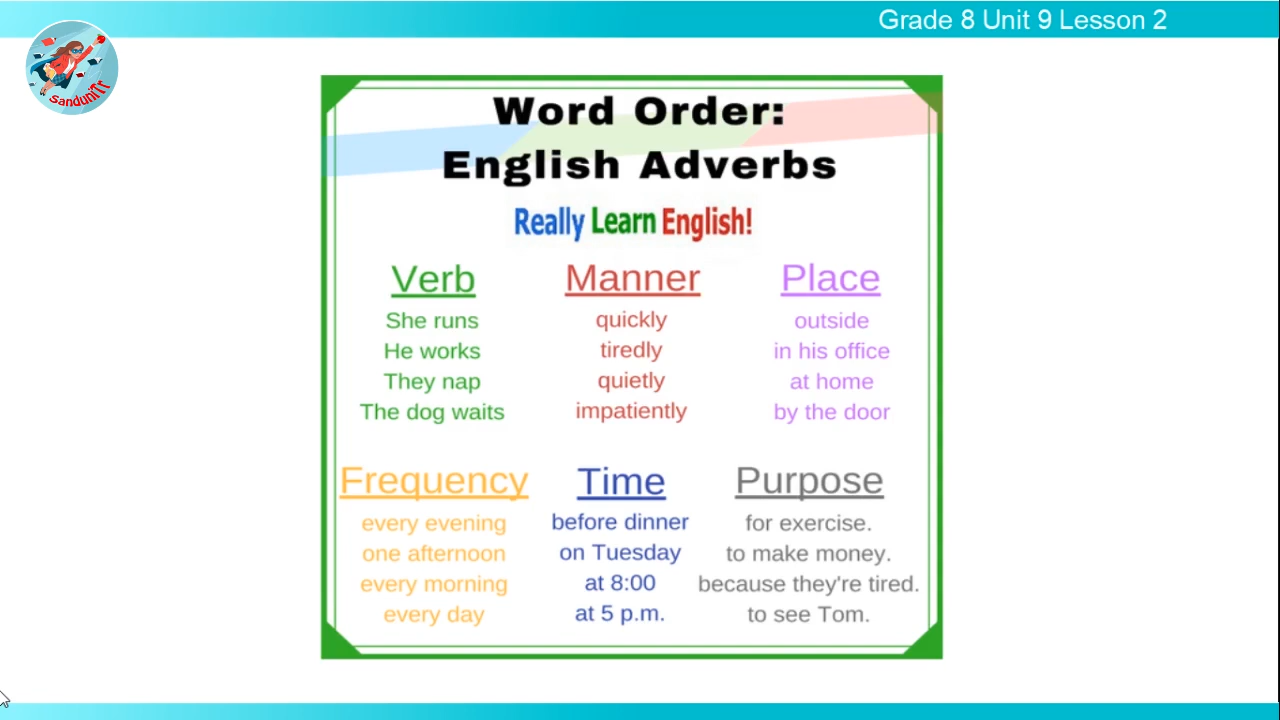 Grade 8 Unit 9 Lesson 2
SanduniTr
Word Order:
English Adverbs
Really Learn English!
Verb Manner Place
She runs quickly outside
He works tiredly in his office
They nap quietly at home
The dog waits impatiently by the door
Frequency Time Purpose
every evening before dinner for exercise.
one afternoon on Tuesday to make money.
every morning at 8:00 because they're tired.
every day at 5 p.m. to see Tom.